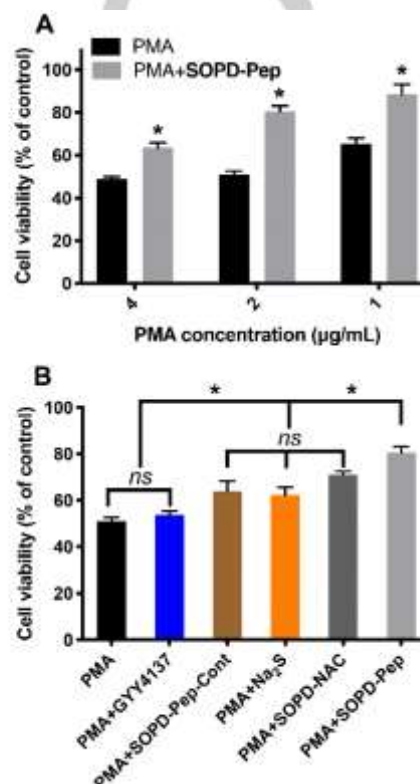 A
PMA
PMA+SOPD-Pep
Cell viability (% of control)
100
80
60
40
20
0
*
*
*
4
2
1
PMA concentration (µg/mL)
B
Cell viability (% of control)
100
80
60
40
20
0
*
*
ns
ns
PMA
PMA+GYY4137
PMA+SOPD-Pep-Cont
PMA+Na₂S
PMA+SOPD-NAC
PMA+SOPD-Pep